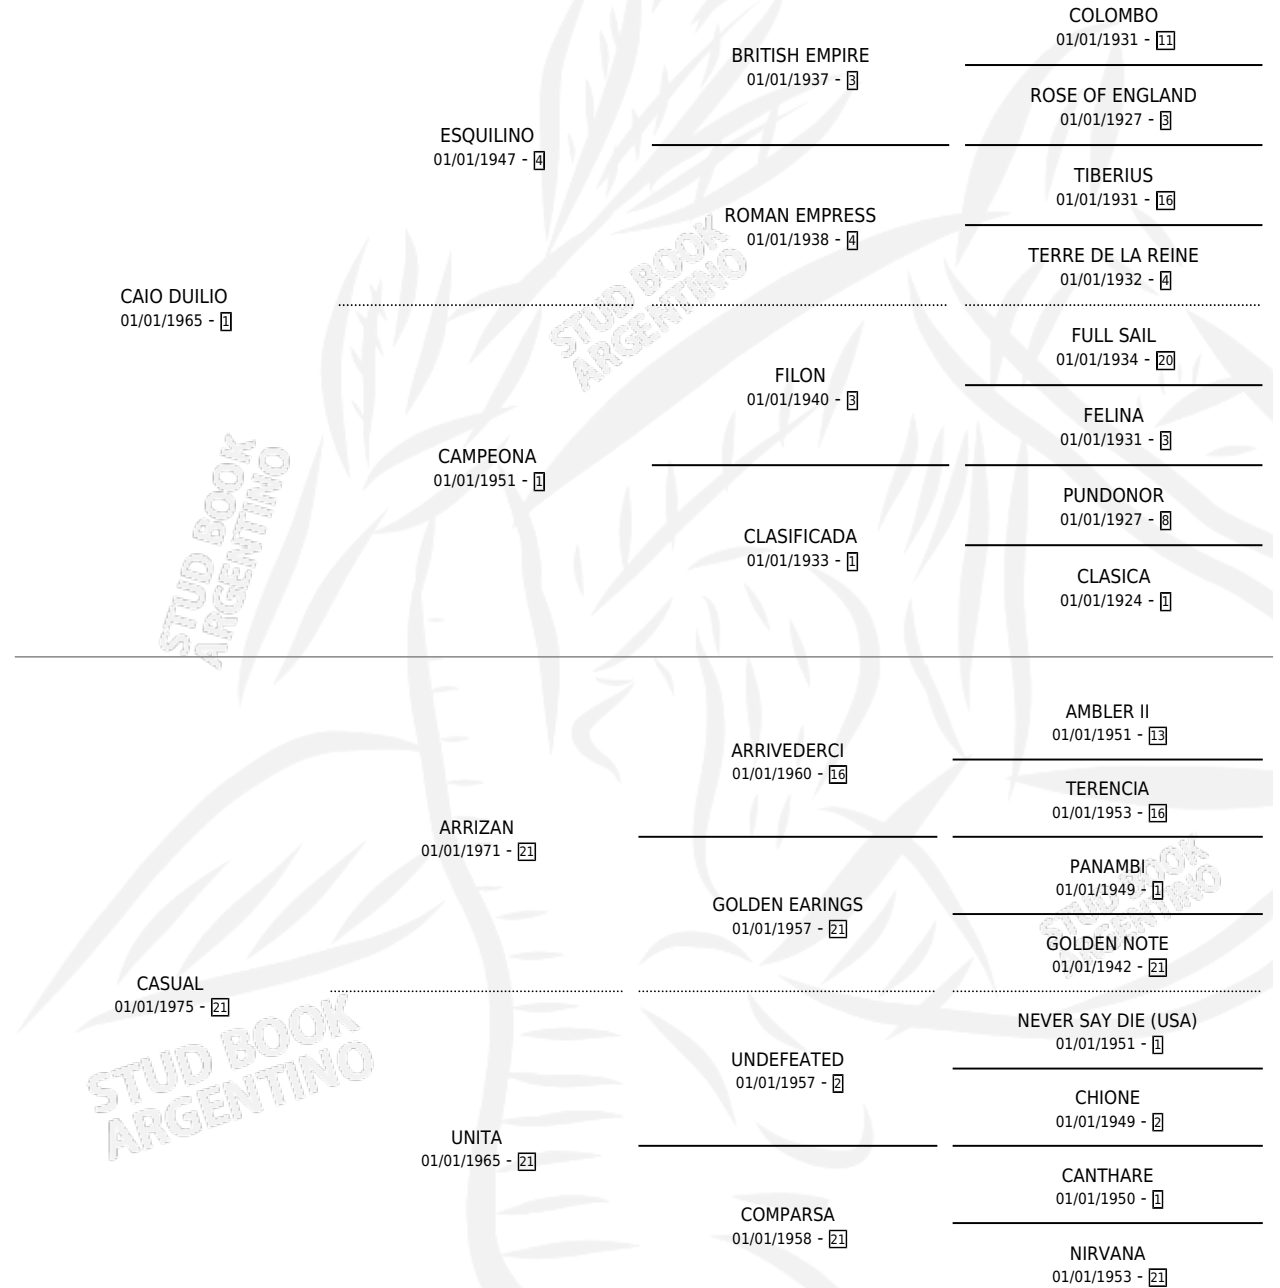 COLOMBO
01/01/1931 - 11
BRITISH EMPIRE
01/01/1937 - 3
ROSE OF ENGLAND
01/01/1927 - 3
ESQUILINO
01/01/1947 - 4
TIBERIUS
01/01/1931 - 16
ROMAN EMPRESS
01/01/1938 - 4
TERRE DE LA REINE
01/01/1932 - 4
CAIO DUILIO
01/01/1965 - 1
STUD BOOK
ARGENTINO
FULL SAIL
01/01/1934 - 20
FILON
01/01/1940 - 3
FELINA
01/01/1931 - 3
CAMPEONA
01/01/1951 - 1
PUNDONOR
01/01/1927 - 8
CLASIFICADA
01/01/1933 - 1
CLASICA
01/01/1924 - 1
STUD BOOK
ARGENTINO
AMBLER II
01/01/1951 - 13
ARRIVEDERCI
01/01/1960 - 16
TERENCIA
01/01/1953 - 16
ARRIZAN
01/01/1971 - 21
PANAMBI
01/01/1949 - 1
GOLDEN EARINGS
01/01/1957 - 21
GOLDEN NOTE
01/01/1942 - 21
STUD BOOK
ARGENTINO
CASUAL
01/01/1975 - 21
NEVER SAY DIE (USA)
01/01/1951 - 1
UNDEFEATED
01/01/1957 - 2
CHIONE
01/01/1949 - 2
STUD BOOK
ARGENTINO
UNITA
01/01/1965 - 21
CANTHARE
01/01/1950 - 1
COMPARSA
01/01/1958 - 21
NIRVANA
01/01/1953 - 21